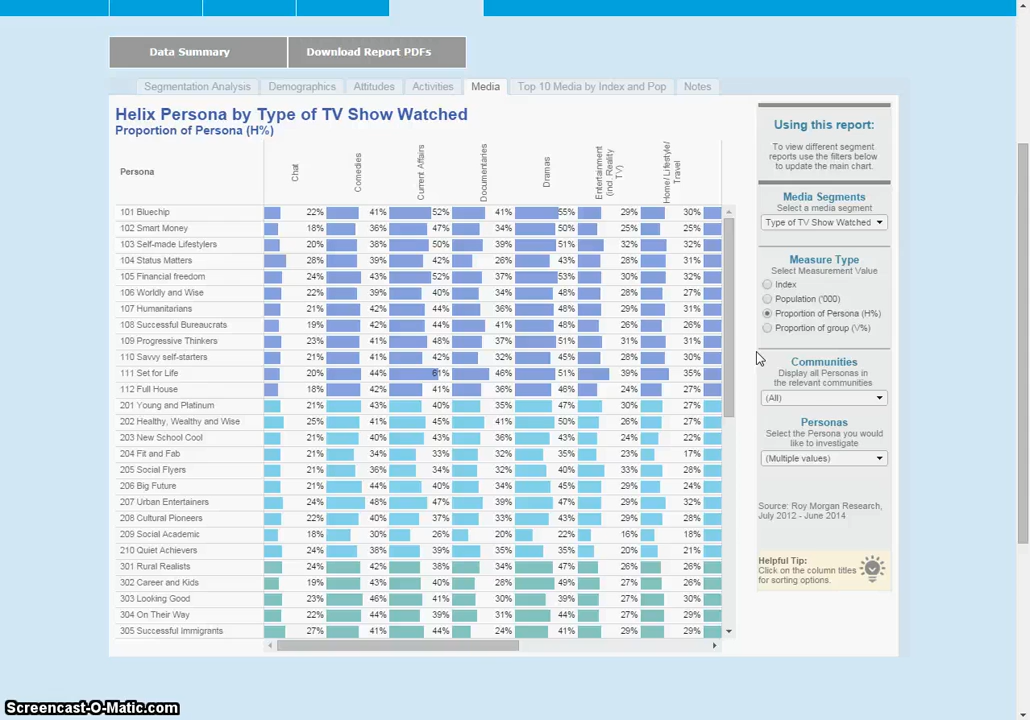 Data Summary
Download Report PDFs
Segmentation Analysis Demographics Attitudes Activities Media Top 10 Media by Index and Pop Notes
Helix Persona by Type of TV Show Watched
Proportion of Persona (H%)
Persona
Chat
Comedies
Current Affairs
Documentaries
Dramas
Entertainment
(incl. Reality
TV)
Home/ Lifestyle/
Travel
101 Bluechip 22% 41% 52% 41% 55% 29% 30%
102 Smart Money 18% 36% 47% 34% 50% 25% 25%
103 Self-made Lifestylers 20% 38% 50% 39% 51% 32% 32%
104 Status Matters 28% 39% 42% 26% 43% 28% 31%
105 Financial freedom 24% 43% 52% 37% 53% 30% 32%
106 Worldly and Wise 22% 39% 40% 34% 48% 28% 27%
107 Humanitarians 21% 42% 44% 36% 48% 29% 31%
108 Successful Bureaucrats 19% 42% 44% 41% 48% 26% 26%
109 Progressive Thinkers 23% 41% 48% 37% 51% 31% 31%
110 Savvy self-starters 21% 41% 42% 32% 45% 28% 30%
111 Set for Life 20% 44% 61% 46% 51% 39% 35%
112 Full House 18% 42% 41% 36% 46% 24% 27%
201 Young and Platinum 21% 43% 40% 35% 47% 30% 27%
202 Healthy, Wealthy and Wise 25% 41% 45% 41% 50% 26% 27%
203 New School Cool 21% 40% 43% 36% 43% 24% 22%
204 Fit and Fab 21% 34% 33% 32% 35% 23% 17%
205 Social Flyers 21% 36% 34% 32% 40% 33% 28%
206 Big Future 21% 44% 40% 32% 46% 29% 24%
207 Urban Entertainers 24% 48% 47% 39% 47% 29% 32%
208 Cultural Pioneers 22% 40% 37% 33% 43% 29% 28%
209 Social Academic 18% 30% 26% 20% 22% 16% 18%
210 Quiet Achievers 24% 38% 39% 35% 35% 20% 21%
301 Rural Realists 24% 42% 38% 34% 47% 26% 26%
302 Career and Kids 19% 43% 40% 28% 49% 27% 26%
303 Looking Good 23% 46% 41% 30% 39% 27% 30%
304 On Their Way 22% 44% 39% 31% 44% 27% 29%
305 Successful Immigrants 27% 41% 44% 24% 41% 29% 29%
Using this report:
To view different segment
reports use the filters below
to update the main chart.
Media Segments
Select a media segment
Type of TV Show Watched
Measure Type
Select Measurement Value
Index
Population ('000)
Proportion of Persona (H%)
Proportion of group (V%)
Communities
Display all Personas in
the relevant communities
(All)
Personas
Select the Persona you would
like to investigate
(Multiple values)
Source: Roy Morgan Research,
July 2012 - June 2014
Helpful Tip:
Click on the column titles
for sorting options.
Screencast-O-Matic.com